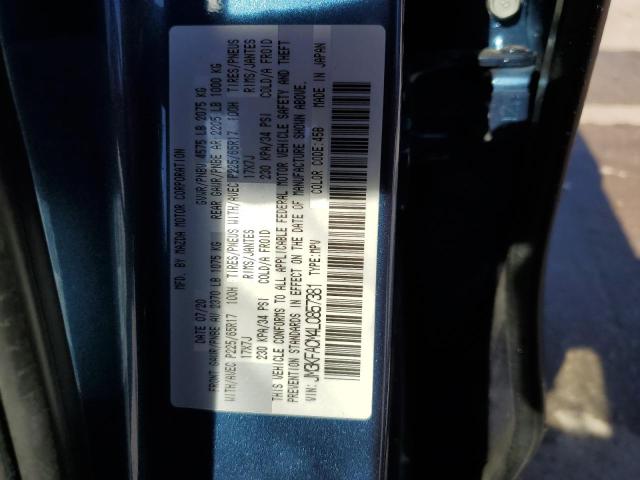 MFD. BY MAZDA MOTOR CORPORATION
DATE 07/20 GVWR/PNBV 4575 LB 2075 KG
FRONT GAWR/PNBE AV 2370 LB 1075 KG REAR GAWR/PNBE AR 2205 LB 1000 KG
WITH/AVEC P225/65R17 100H TIRES/PNEUS WITH/AVEC P225/65R17 100H TIRES/PNEUS
17X7J RIMS/JANTES 17X7J RIMS/JANTES
230 KPA/34 PSI COLD/A FROID 230 KPA/34 PSI COLD/A FROID
THIS VEHICLE CONFORMS TO ALL APPLICABLE FEDERAL MOTOR VEHICLE SAFETY AND THEFT
PREVENTION STANDARDS IN EFFECT ON THE DATE OF MANUFACTURE SHOWN ABOVE.
VIN: JM3KFACM4L0857381 TYPE:MPV COLOR CODE:45B MADE IN JAPAN